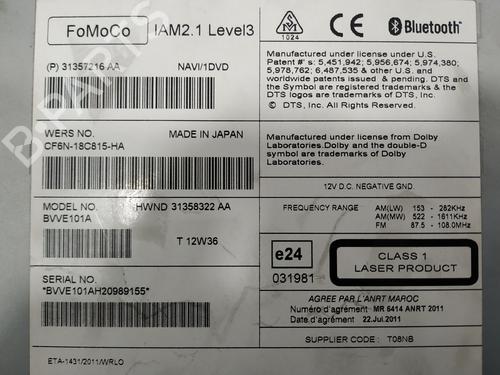 FoMoCo IAM2.1 Level3
(P) 31357216 AA NAVI/1DVD
WERS NO. MADE IN JAPAN
CF6N-18C815-HA
MODEL NO. HWND 31358322 AA
BVVE101A
T 12W36
SERIAL NO.
*BVVE101AH20989155*
ETA-1431/2011/WRLO
1024
Bluetooth
Manufactured under license under U.S.
Patent #'s: 5,451,942; 5,956,674; 5,974,380;
5,978,762; 6,487,535 & other U.S. and
worldwide patents issued & pending. DTS and
the Symbol are registered trademarks & the
DTS logos are trademarks of DTS, Inc.
© DTS, Inc. All Rights Reserved.
Manufactured under license from Dolby
Laboratories.Dolby and the double-D
symbol are trademarks of Dolby
Laboratories.
12V D.C. NEGATIVE GND.
FREQUENCY RANGE AM(LW) 153 - 282KHz
AM(MW) 522 - 1611KHz
FM 87.5 - 108.0MHz
e24
031981
CLASS 1
LASER PRODUCT
AGREE PAR L'ANRT MAROC
Numéro d'agrément MR 6414 ANRT 2011
Date d'agrément 22.Jul.2011
SUPPLIER CODE : T08NB
B-PARTS